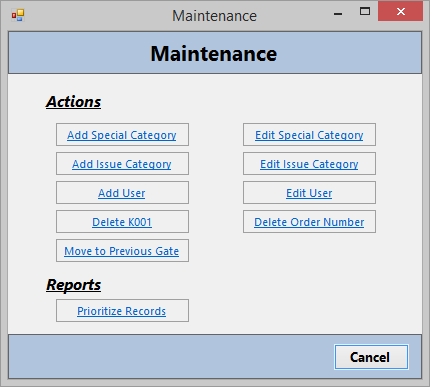 Maintenance
Maintenance
Actions
Add Special Category
Edit Special Category
Add Issue Category
Edit Issue Category
Add User
Edit User
Delete K001
Delete Order Number
Move to Previous Gate
Reports
Prioritize Records
Cancel